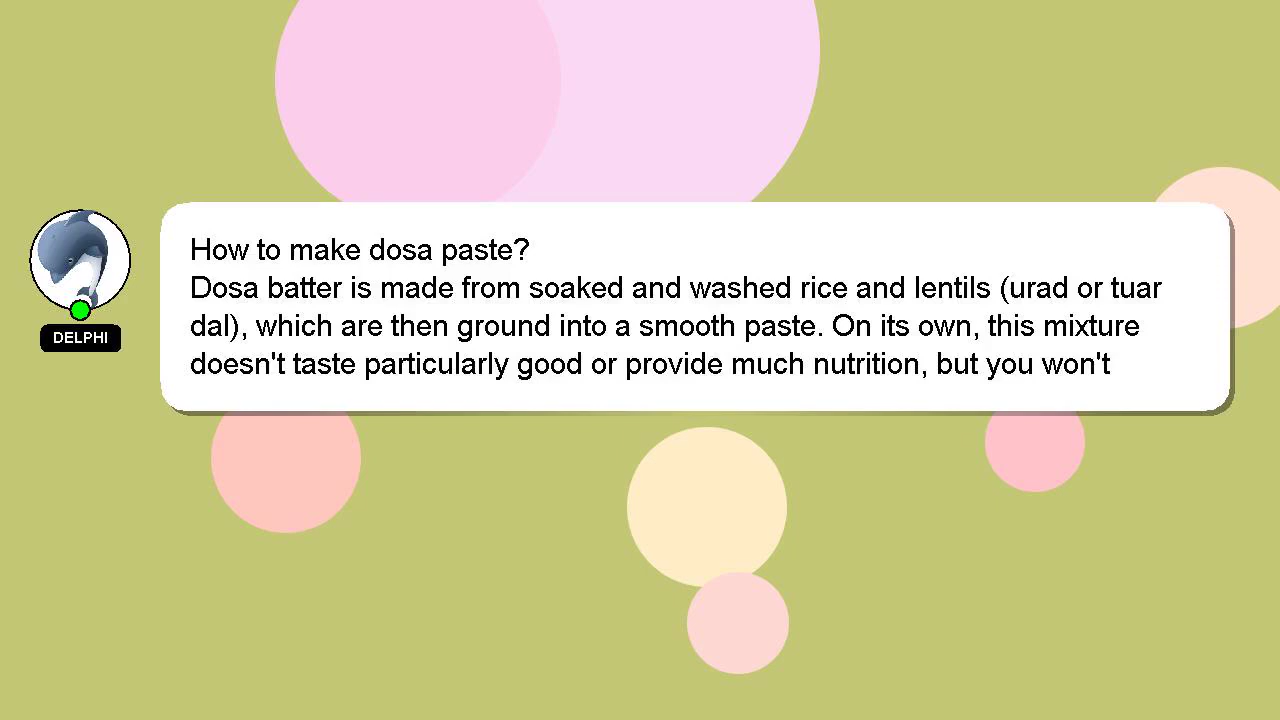 How to make dosa paste?
Dosa batter is made from soaked and washed rice and lentils (urad or tuar
dal), which are then ground into a smooth paste. On its own, this mixture
doesn't taste particularly good or provide much nutrition, but you won't
DELPHI